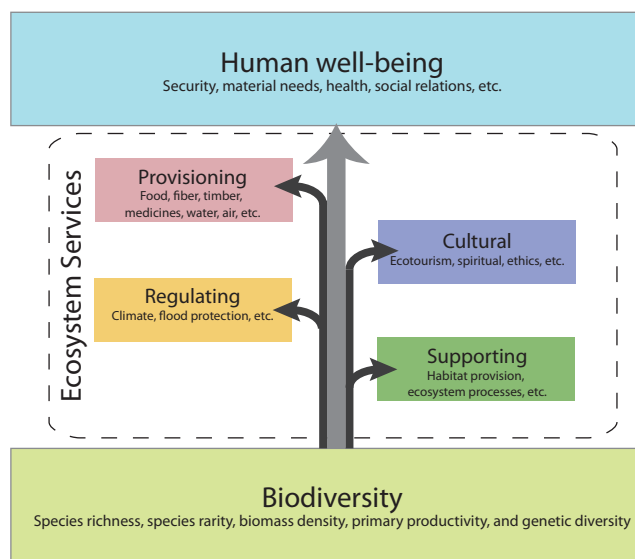 Human well-being
Security, material needs, health, social relations, etc.
Ecosystem Services
Provisioning
Food, fiber, timber,
medicines, water, air, etc.
Cultural
Ecotourism, spiritual, ethics, etc.
Regulating
Climate, flood protection, etc.
Supporting
Habitat provision,
ecosystem processes, etc.
Biodiversity
Species richness, species rarity, biomass density, primary productivity, and genetic diversity